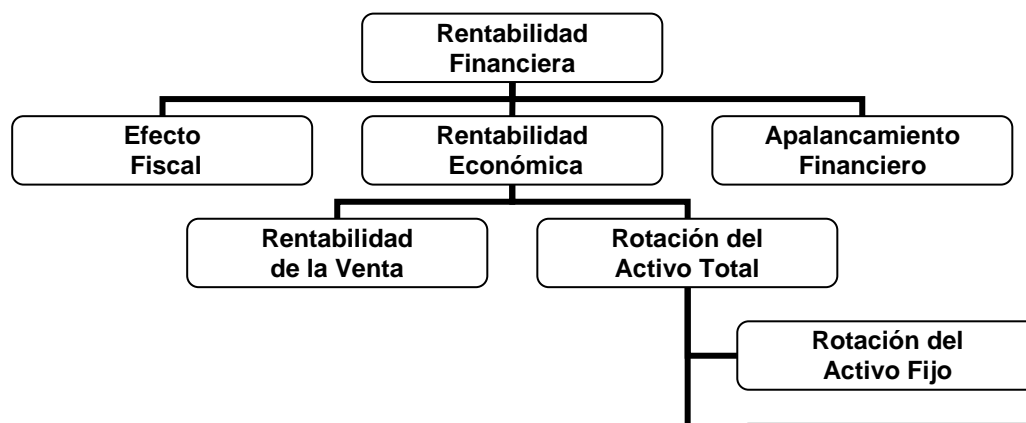 Rentabilidad
Financiera
Efecto
Fiscal
Rentabilidad
Económica
Apalancamiento
Financiero
Rentabilidad
de la Venta
Rotación del
Activo Total
Rotación del
Activo Fijo